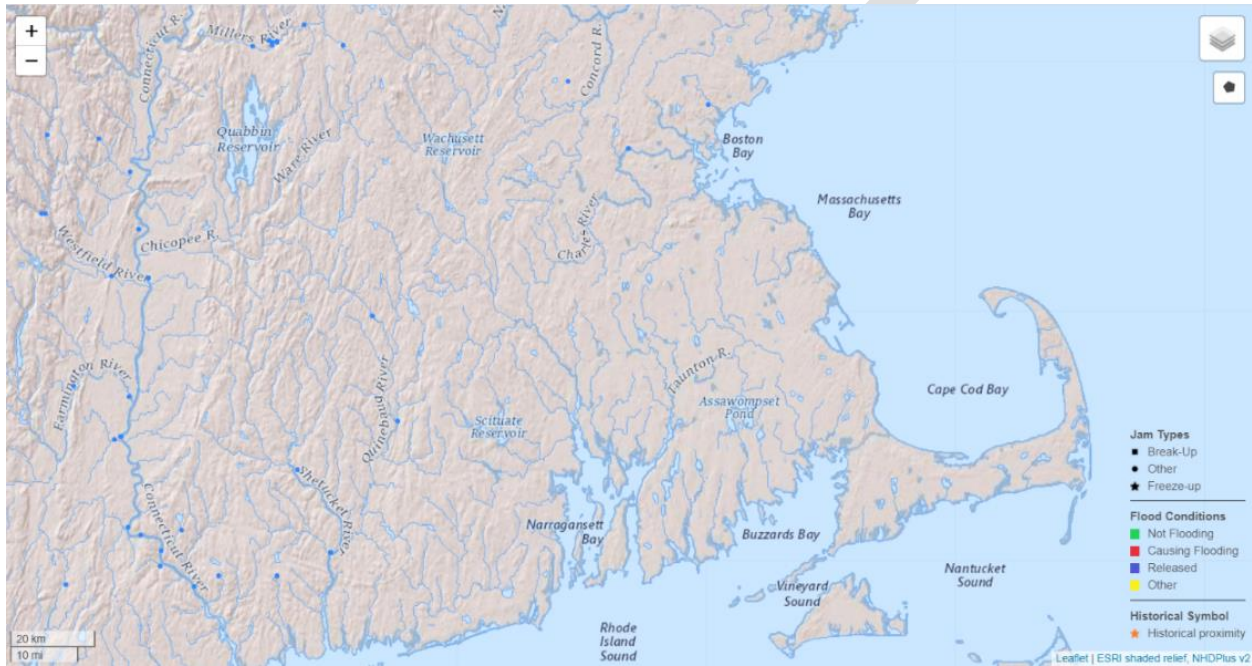 +
−
Connecticut R.
Millers River
Concord R.
Quabbin
Reservoir
Ware River
Wachusett
Reservoir
Boston
Bay
Massachusetts
Bay
Westfield River
Chicopee R.
Charles River
Farmington River
Quinebaug River
Scituate
Reservoir
Taunton R.
Assawompset
Pond
Cape Cod Bay
Shetucket River
Connecticut River
Narragansett
Bay
Buzzards Bay
Vineyard
Sound
Nantucket
Sound
Rhode
Island
Sound
Jam Types
Break-Up
Other
Freeze-up
Flood Conditions
Not Flooding
Causing Flooding
Released
Other
Historical Symbol
Historical proximity
20 km
10 mi
Leaflet | ESRI shaded relief, NHDPlus v2